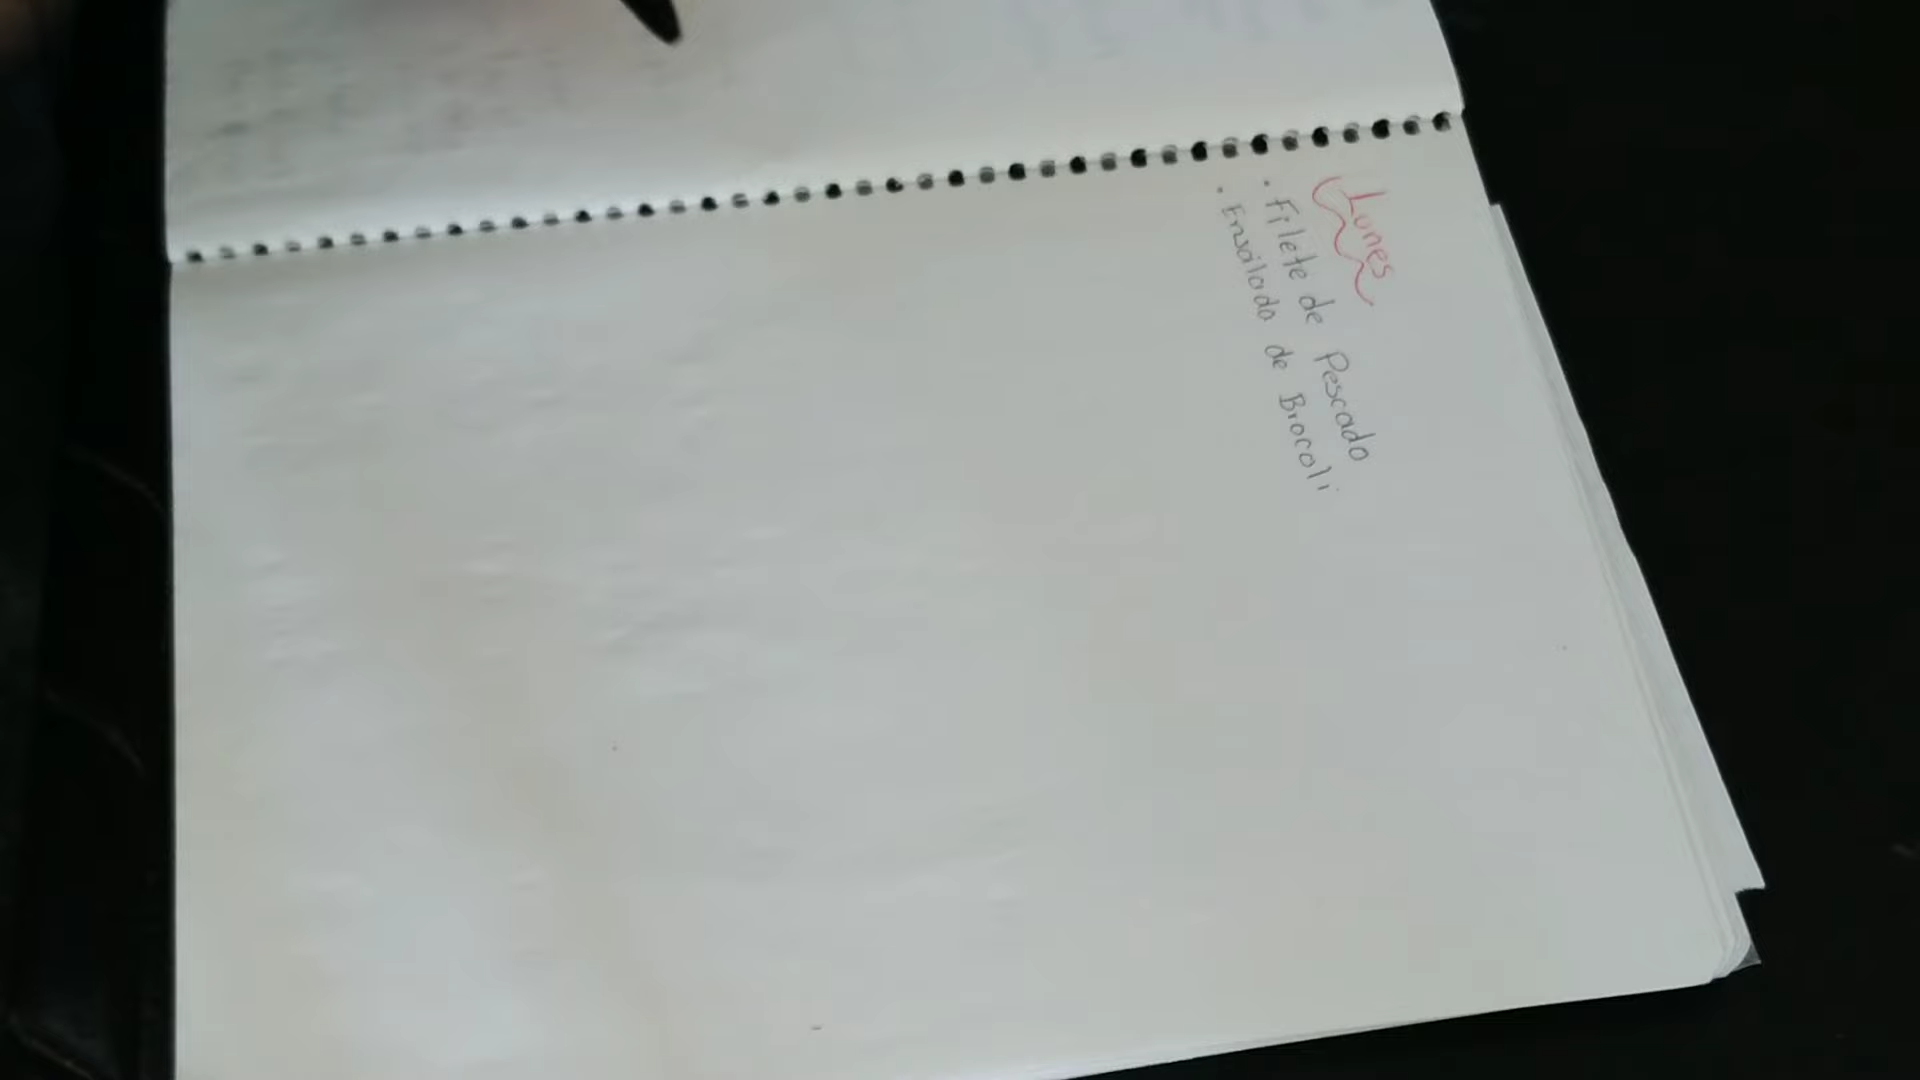 Lunes
. Filete de Pescado
. Ensalada de Brocoli